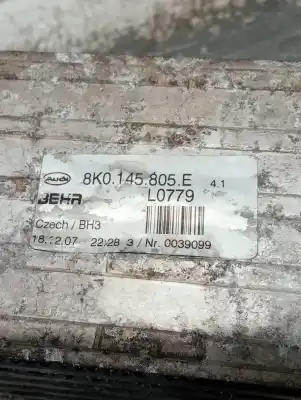 Audi 8K0.145.805.E 4.1
BEHR L0779
Czech / BH3
18.12.07 22:28 3 / Nr. 0039099